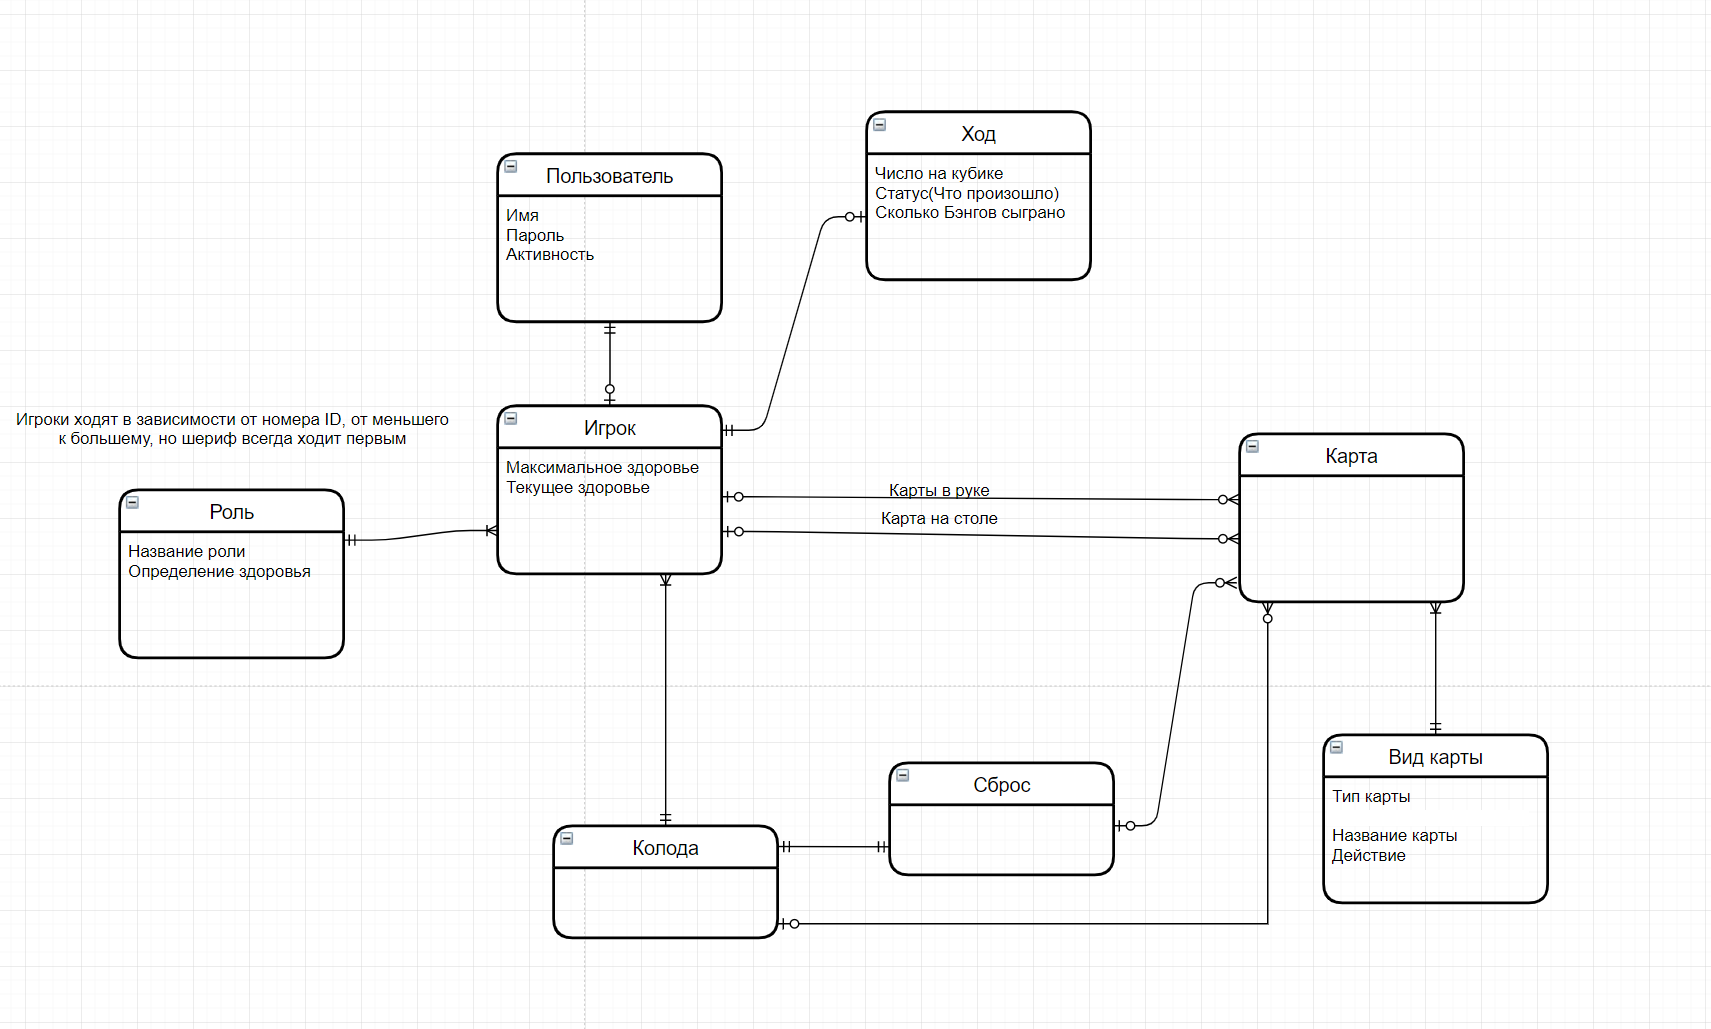 Ход
Число на кубике
Статус(Что произошло)
Сколько Бэнгов сыграно
Пользователь
Имя
Пароль
Активность
Игроки ходят в зависимости от номера ID, от меньшего
к большему, но шериф всегда ходит первым
Игрок
Максимальное здоровье
Текущее здоровье
Карты в руке
Карта на столе
Карта
Роль
Название роли
Определение здоровья
Вид карты
Тип карты
Название карты
Действие
Сброс
Колода